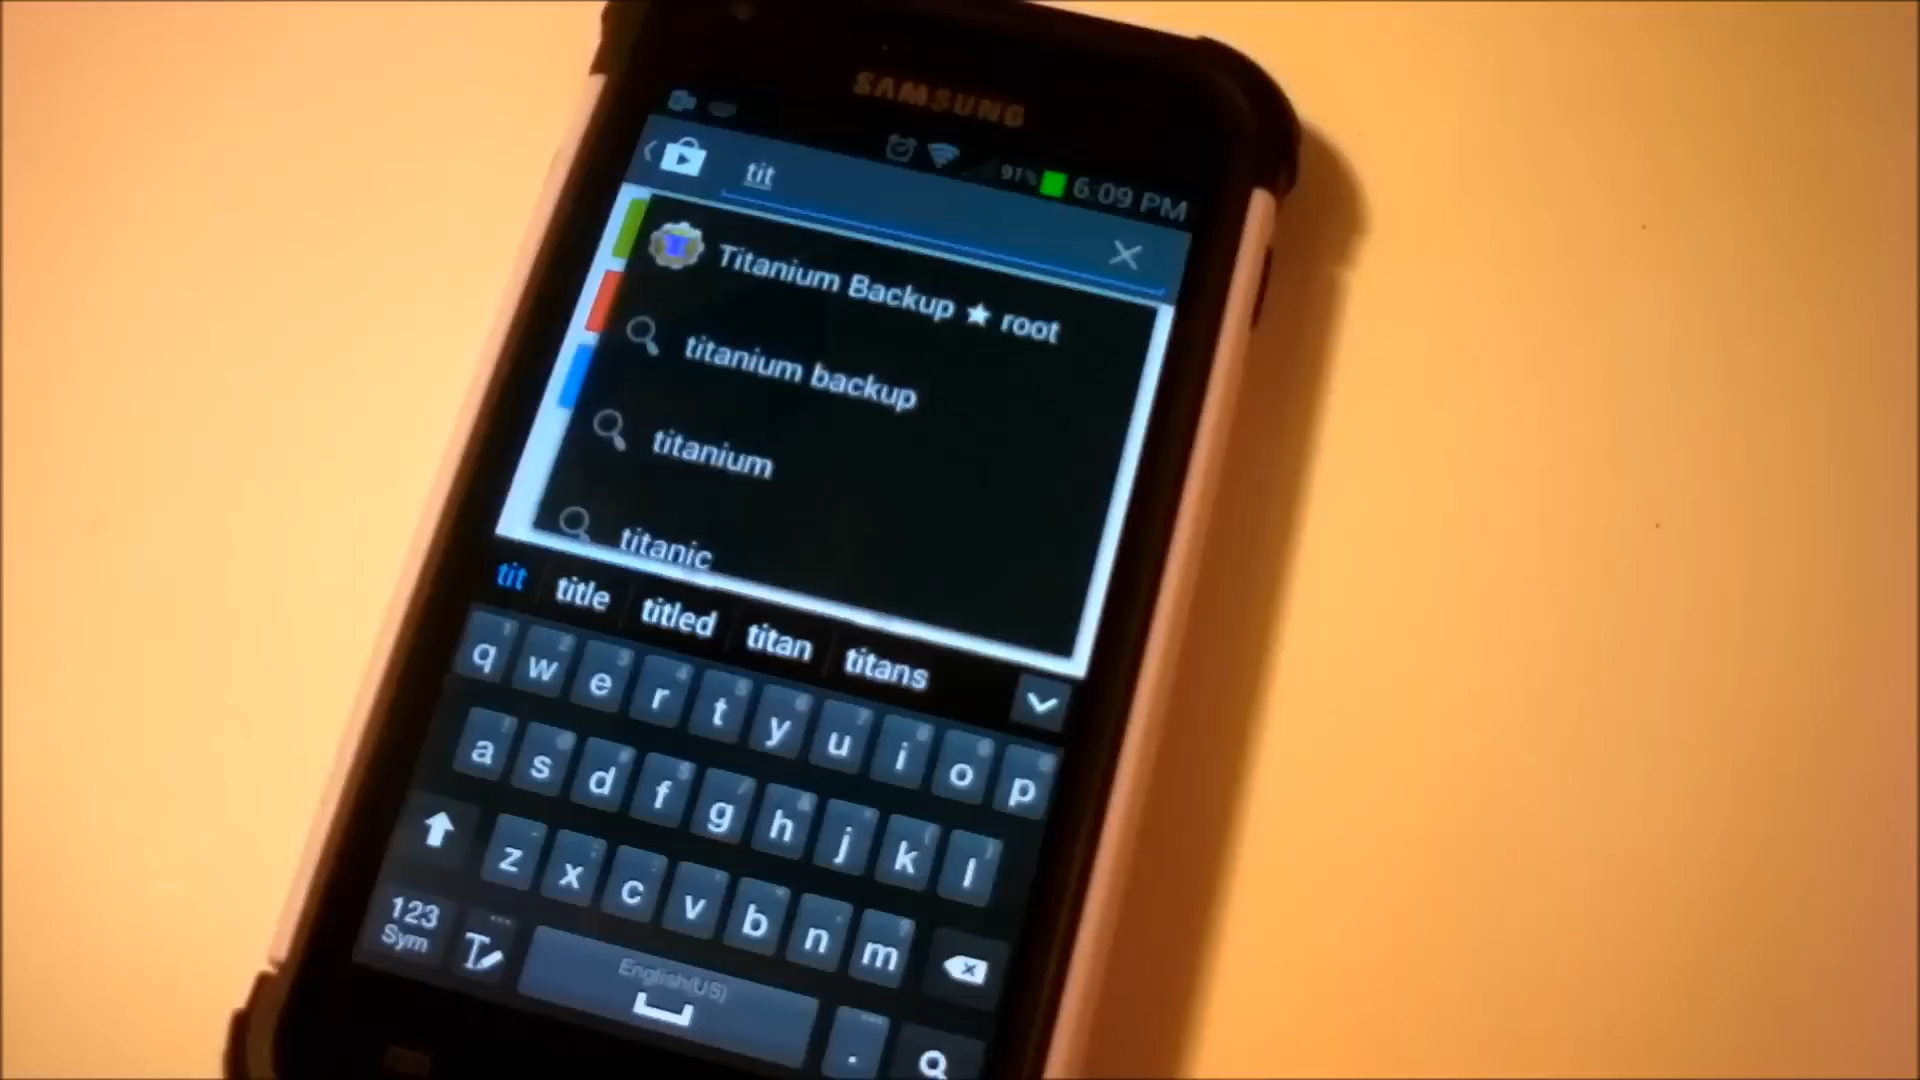 SAMSUNG
91% 6:09 PM
tit
Titanium Backup ★ root
titanium backup
titanium
titanic
tit title titled titan titans
q w e r t y u i o p
a s d f g h j k l
z x c v b n m
123
Sym
English(US)
.